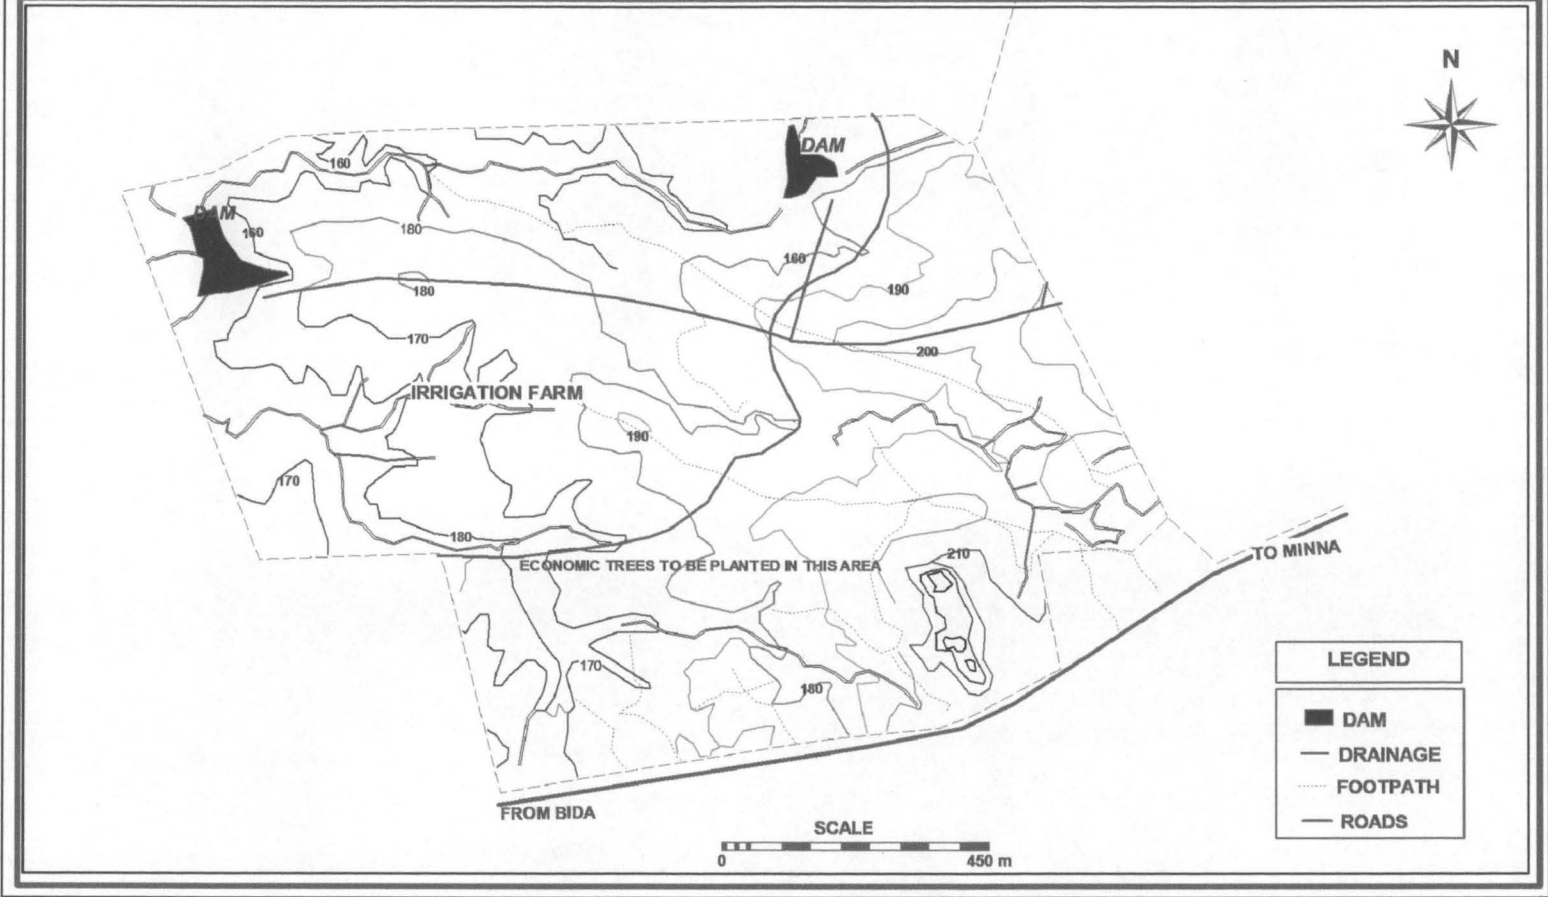 N
DAM
160
DAM
160
180
160
180
190
170
200
IRRIGATION FARM
190
170
180
210
TO MINNA
ECONOMIC TREES TO BE PLANTED IN THIS AREA
170
180
FROM BIDA
SCALE
0 450 m
LEGEND
DAM
DRAINAGE
FOOTPATH
ROADS